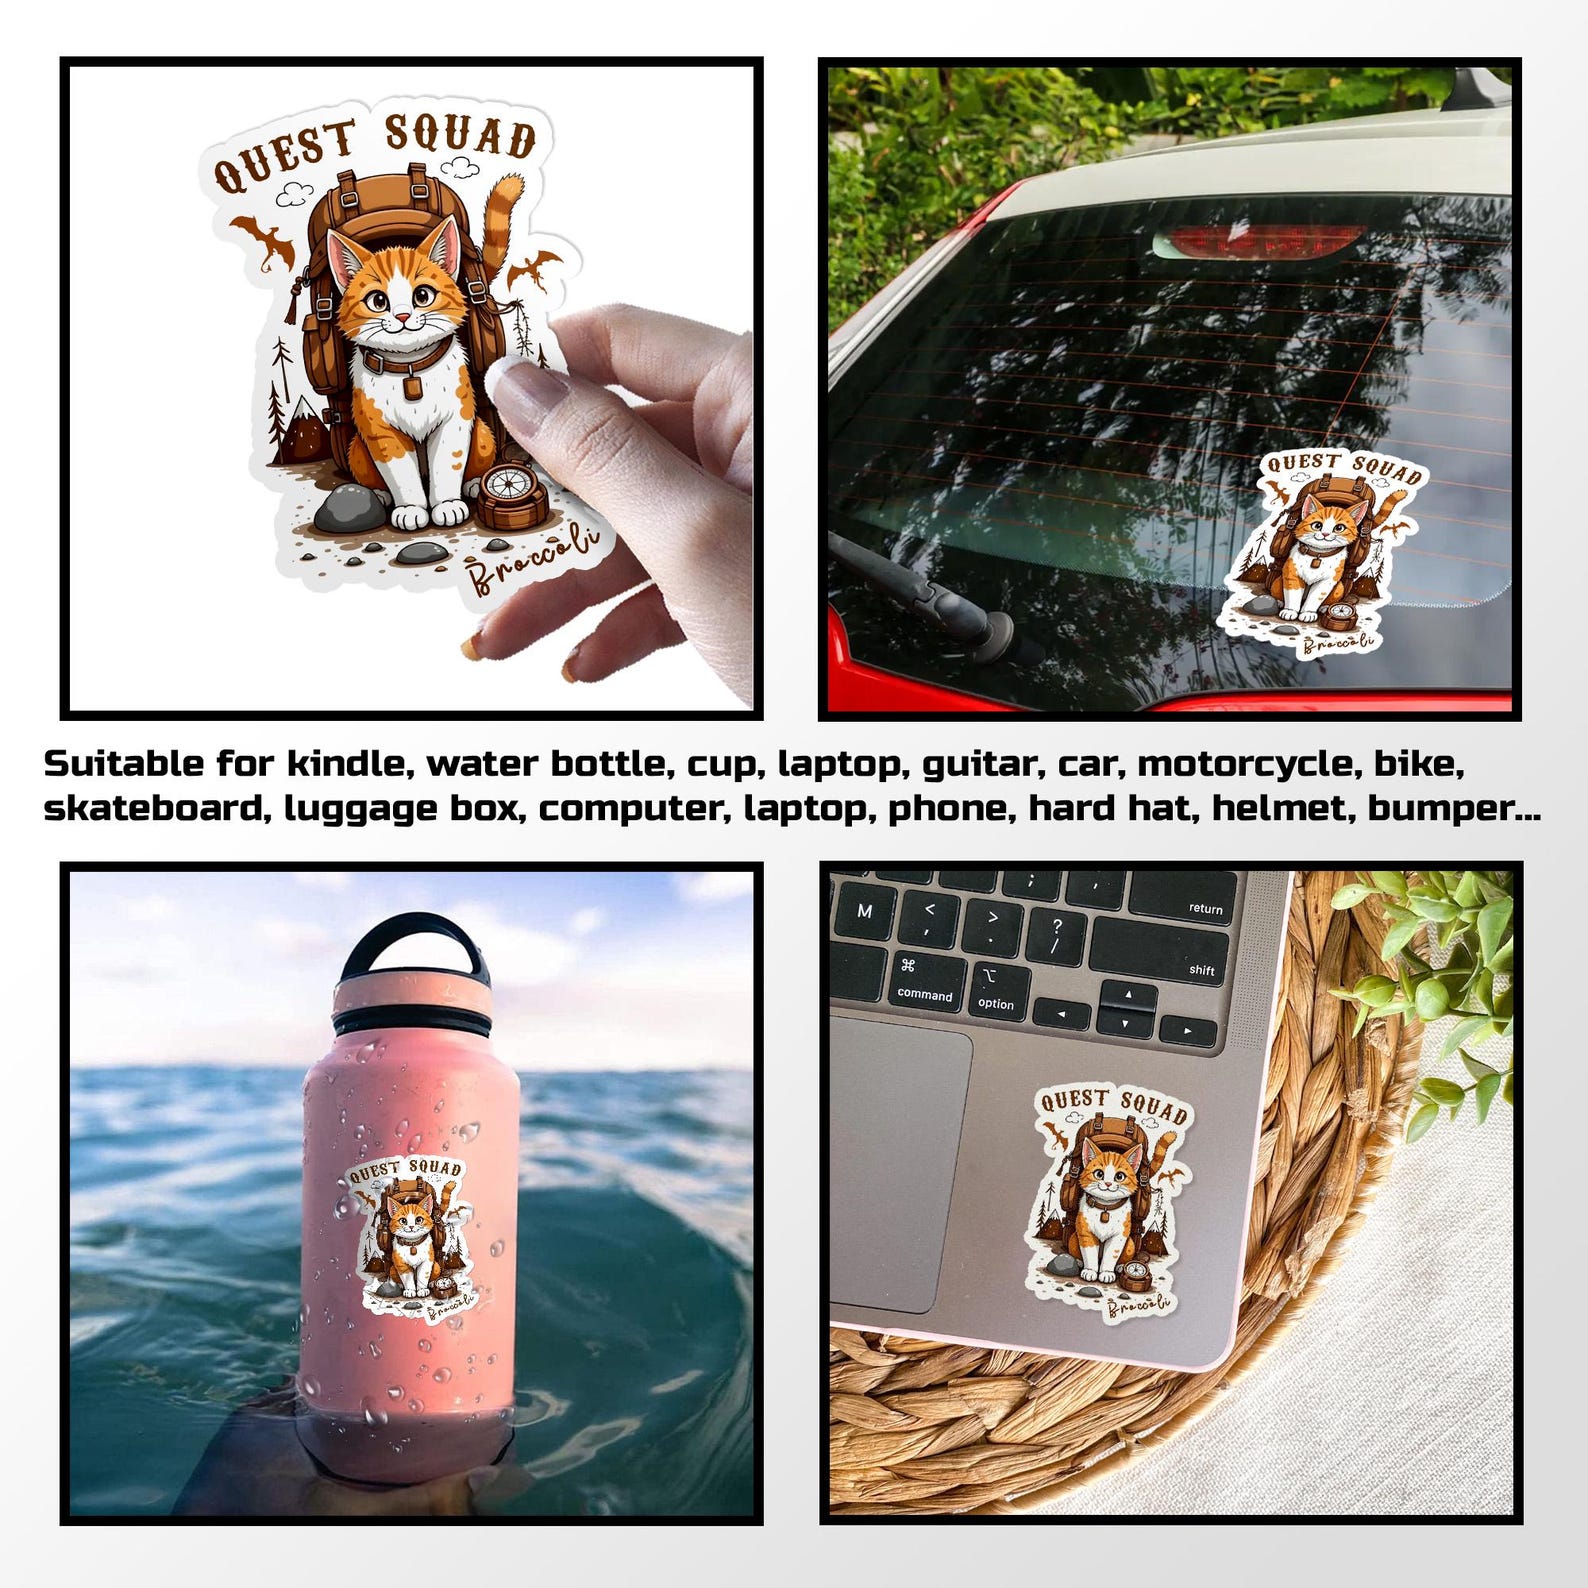 QUEST SQUAD
Broccoli
QUEST SQUAD
Broccoli
Suitable for kindle, water bottle, cup, laptop, guitar, car, motorcycle, bike,
skateboard, luggage box, computer, laptop, phone, hard hat, helmet, bumper...
QUEST SQUAD
Broccoli
M
<
,
>
.
?
/
return
shift
⌘
command
⌥
option
QUEST SQUAD
Broccoli